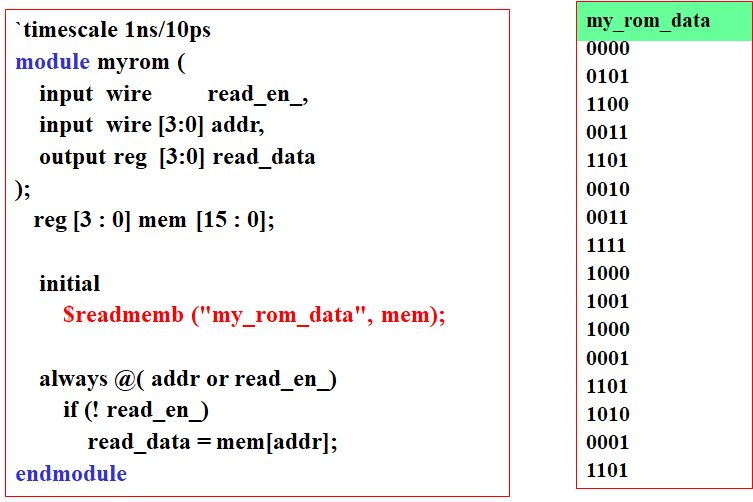 `timescale 1ns/10ps
module myrom (
input wire read_en_,
input wire [3:0] addr,
output reg [3:0] read_data
);
reg [3 : 0] mem [15 : 0];
initial
$readmemb ("my_rom_data", mem);
always @( addr or read_en_)
if (! read_en_)
read_data = mem[addr];
endmodule
my_rom_data
0000
0101
1100
0011
1101
0010
0011
1111
1000
1001
1000
0001
1101
1010
0001
1101